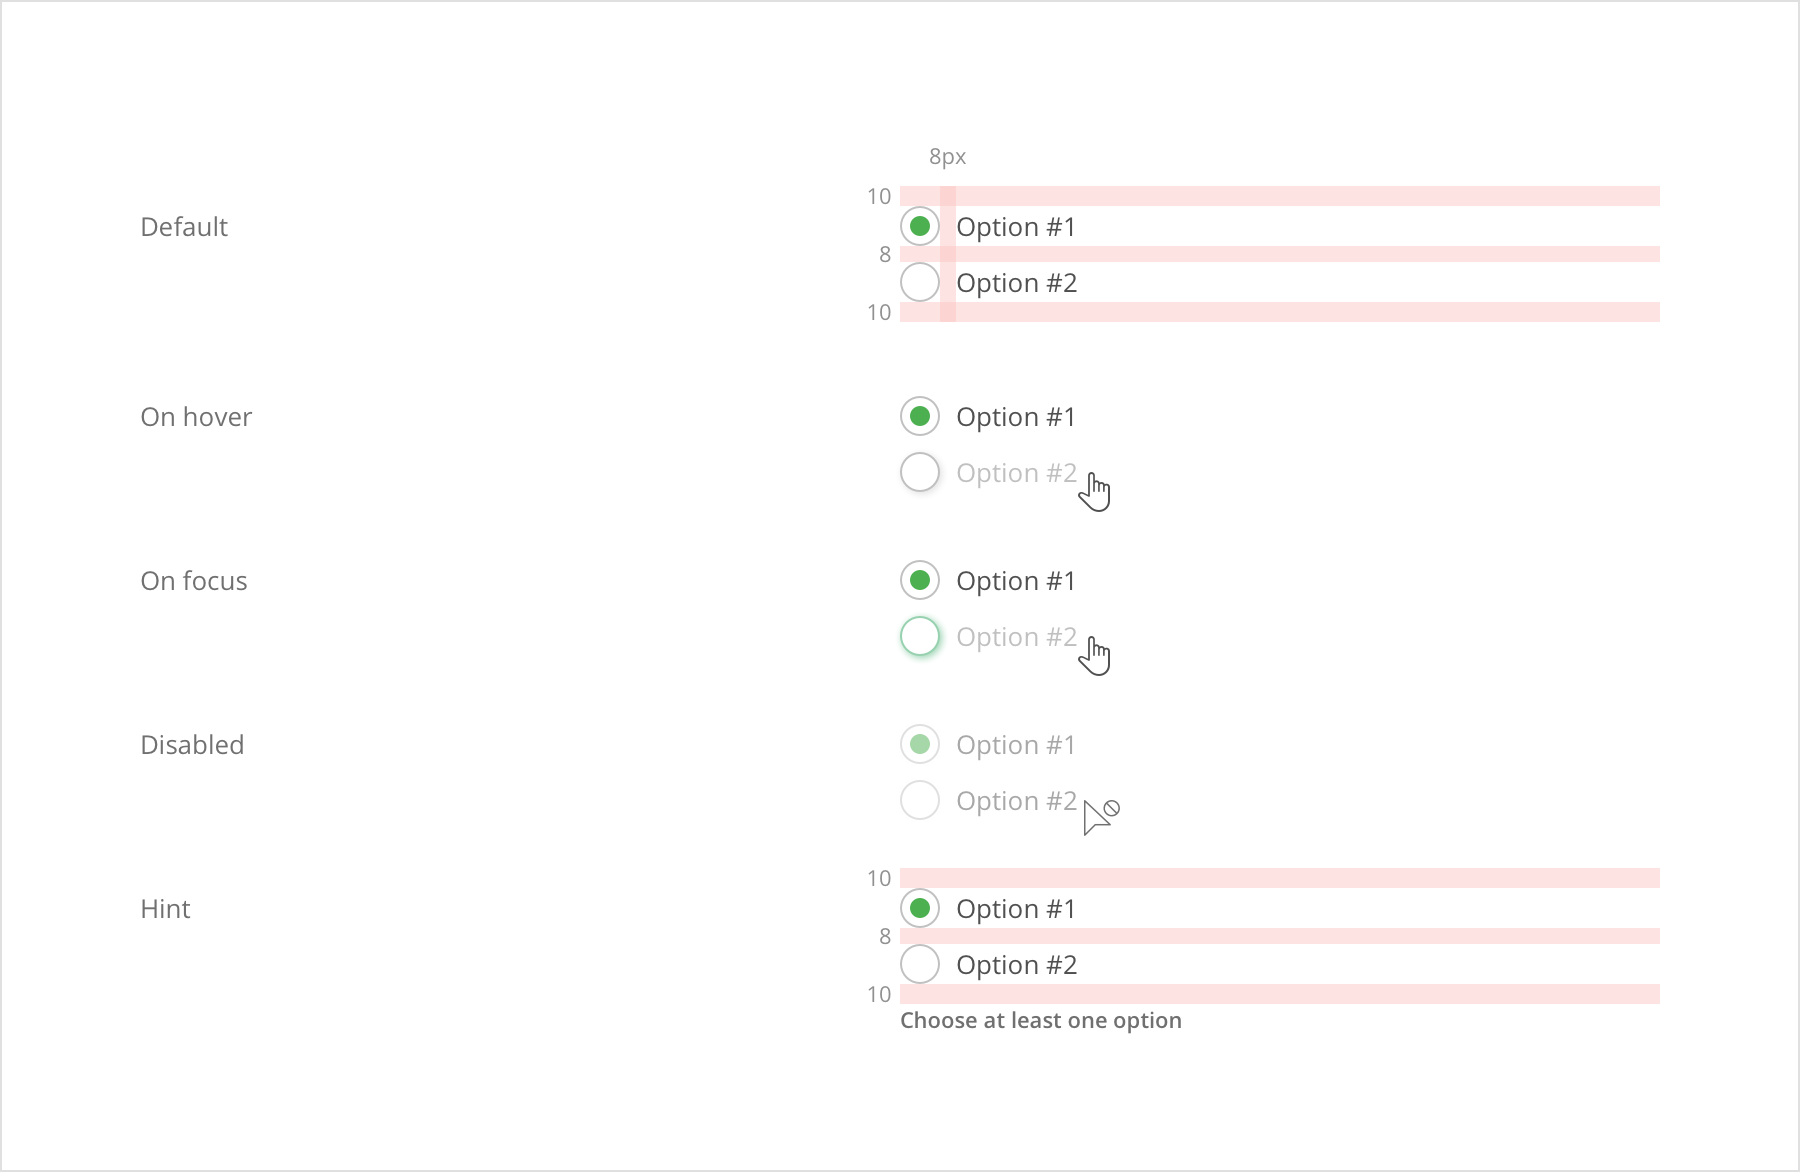 8px
10
Default
Option #1
8
Option #2
10
On hover
Option #1
Option #2
On focus
Option #1
Option #2
Disabled
Option #1
Option #2
10
Hint
Option #1
8
Option #2
10
Choose at least one option